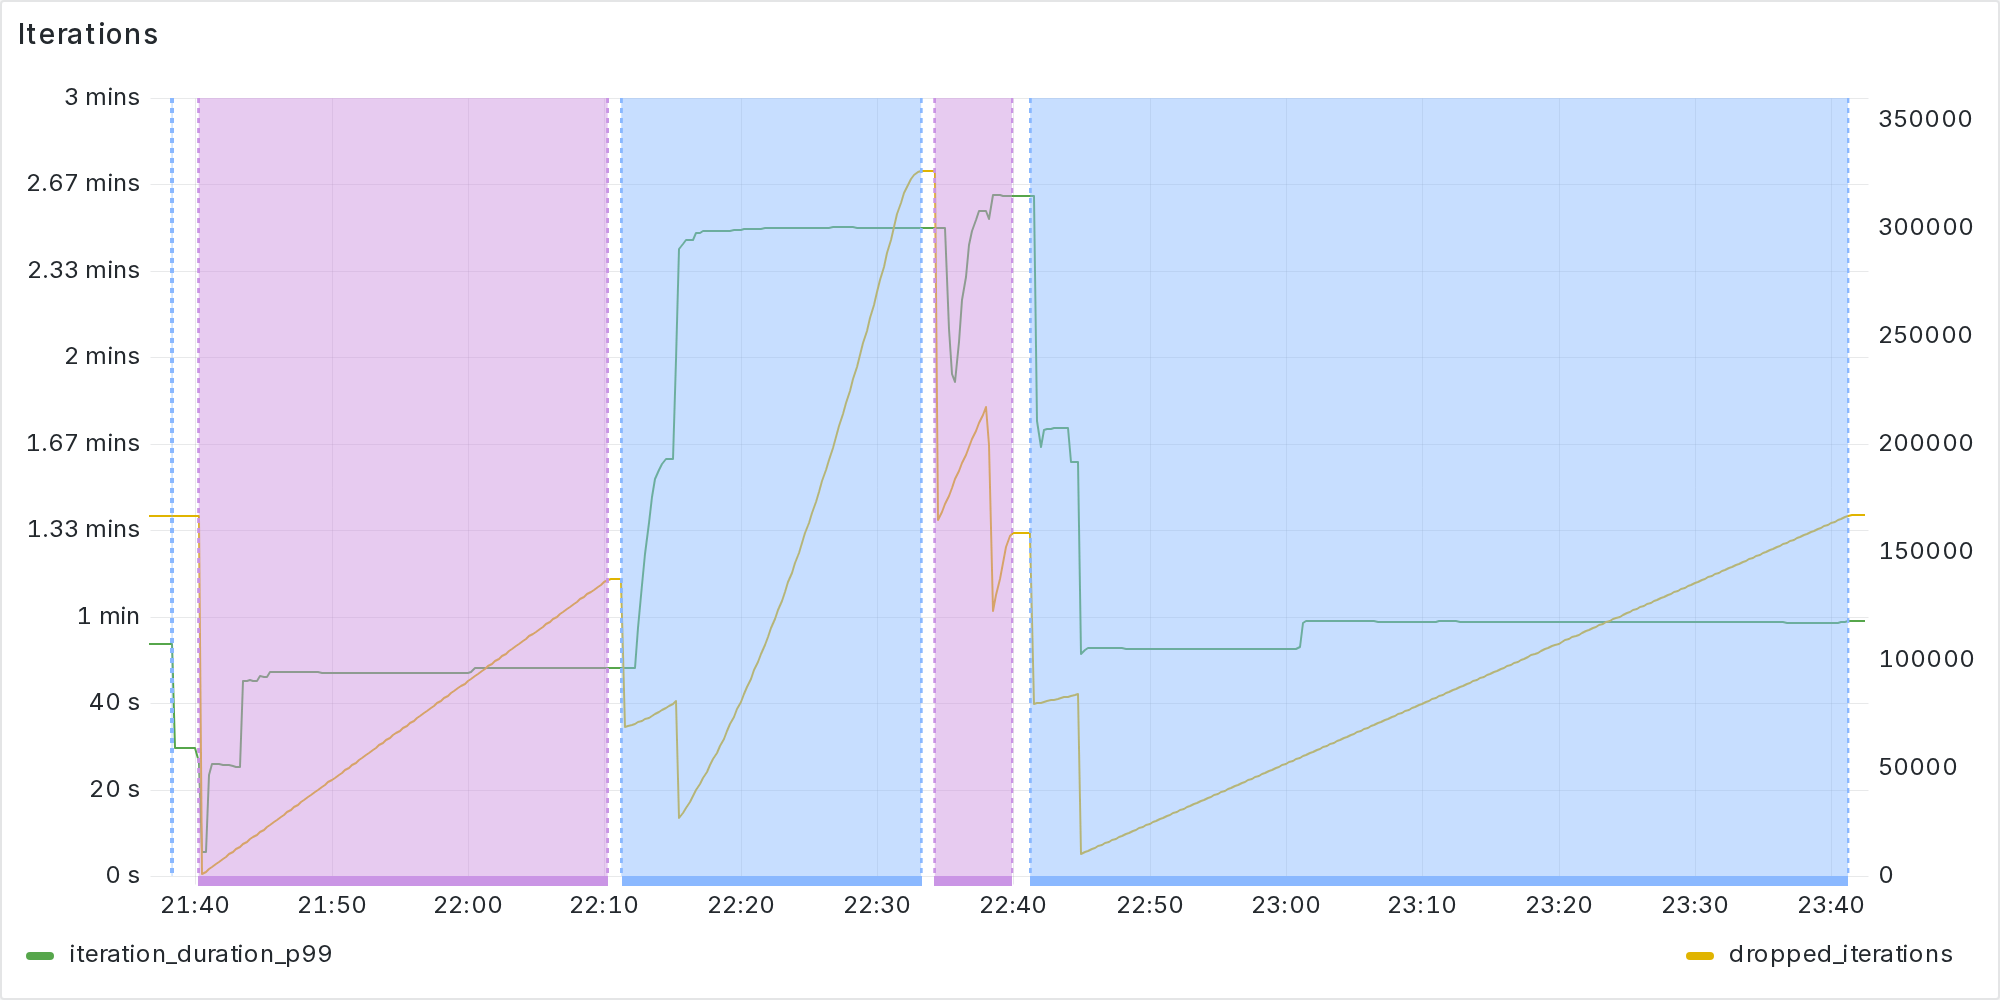 Iterations
3 mins
2.67 mins
2.33 mins
2 mins
1.67 mins
1.33 mins
1 min
40 s
20 s
0 s
350000
300000
250000
200000
150000
100000
50000
0
21:40 21:50 22:00 22:10 22:20 22:30 22:40 22:50 23:00 23:10 23:20 23:30 23:40
iteration_duration_p99
dropped_iterations